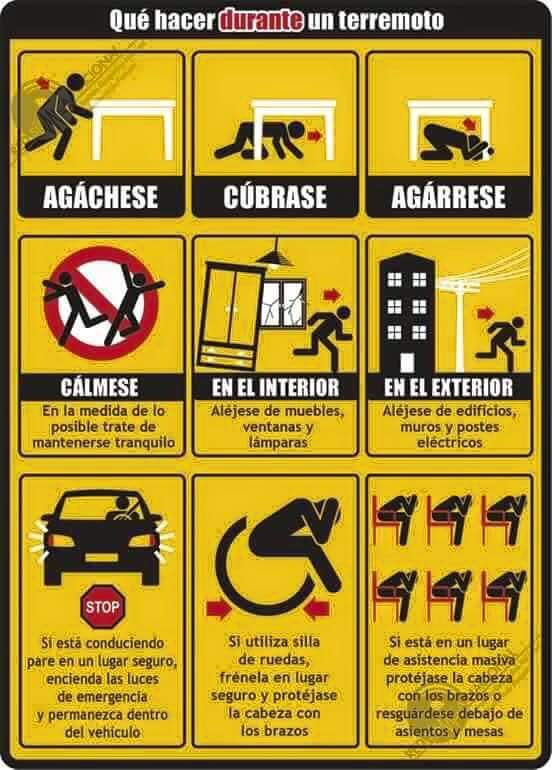 Qué hacer durante un terremoto
AGÁCHESE
CÚBRASE
AGÁRRESE
CÁLMESE
En la medida de lo
posible trate de
mantenerse tranquilo
EN EL INTERIOR
Aléjese de muebles,
ventanas y
lámparas
EN EL EXTERIOR
Aléjese de edificios,
muros y postes
eléctricos
STOP
Si está conduciendo
pare en un lugar seguro,
encienda las luces
de emergencia
y permanezca dentro
del vehículo
Si utiliza silla
de ruedas,
frénela en lugar
seguro y protéjase
la cabeza con
los brazos
Si está en un lugar
de asistencia masiva
protéjase la cabeza
con los brazos o
resguárdese debajo de
asientos y mesas